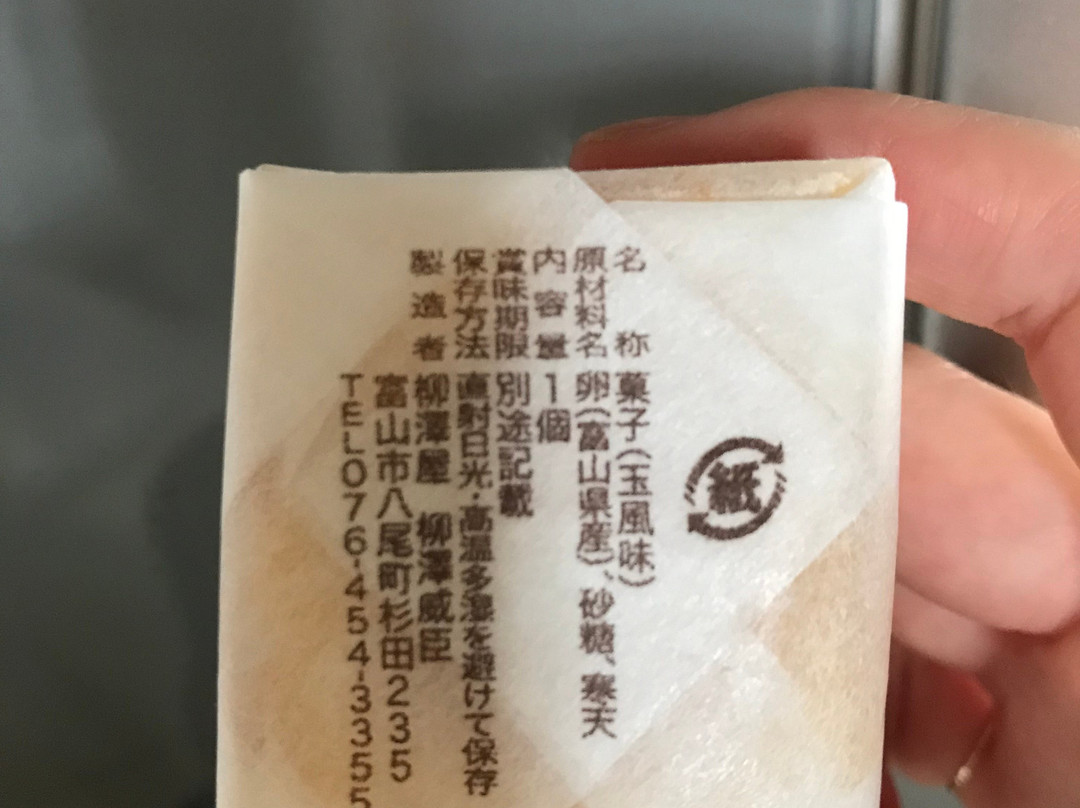 紙
名称 菓子(玉風味)
原材料名 卵(富山県産)、砂糖、寒天
内容量 1個
賞味期限 別途記載
保存方法 直射日光・高温多湿を避けて保存
製造者 柳澤屋 柳澤威臣
富山市八尾町杉田235
TEL076-454-3355